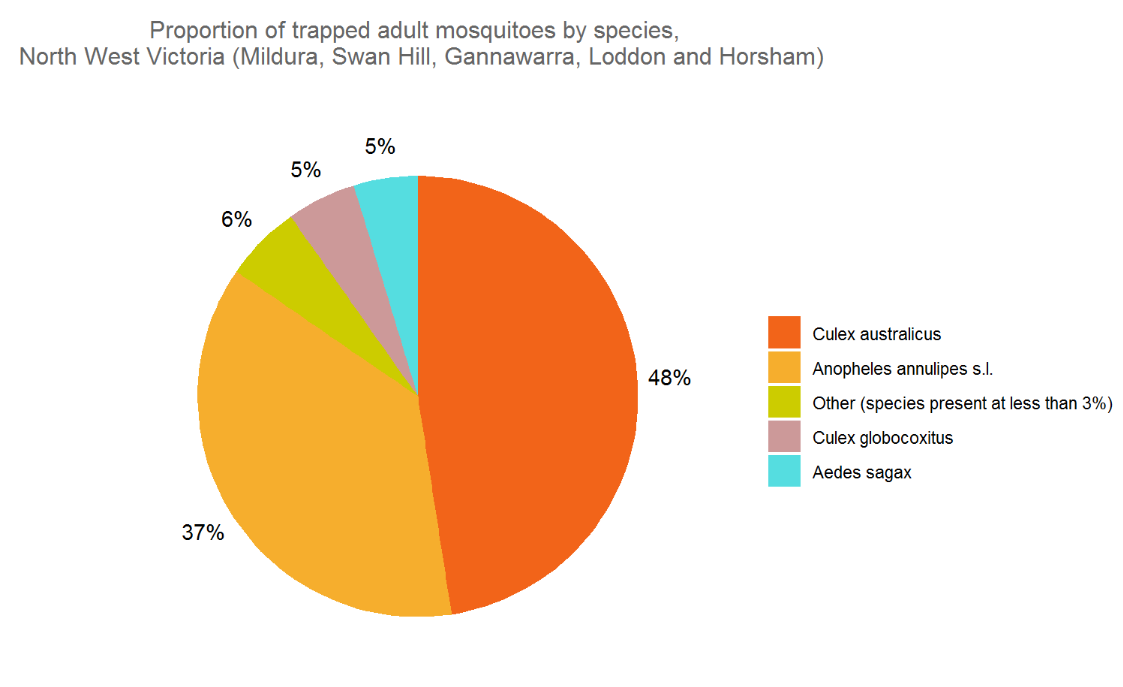 Proportion of trapped adult mosquitoes by species,
North West Victoria (Mildura, Swan Hill, Gannawarra, Loddon and Horsham)
5%
5%
6%
48%
37%
Culex australicus
Anopheles annulipes s.l.
Other (species present at less than 3%)
Culex globocoxitus
Aedes sagax